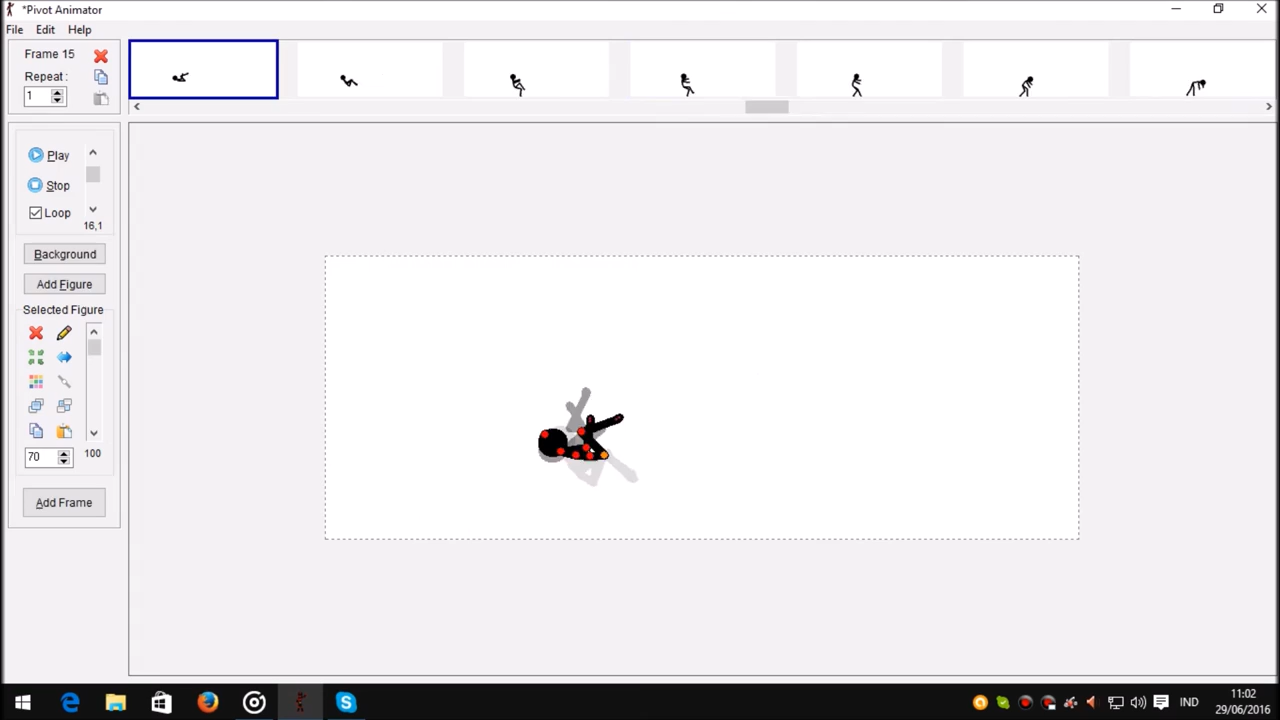 *Pivot Animator
File Edit Help
Frame 15
Repeat :
1
Play
Stop
Loop
16,1
Background
Add Figure
Selected Figure
70
100
Add Frame
IND
11:02
29/06/2016